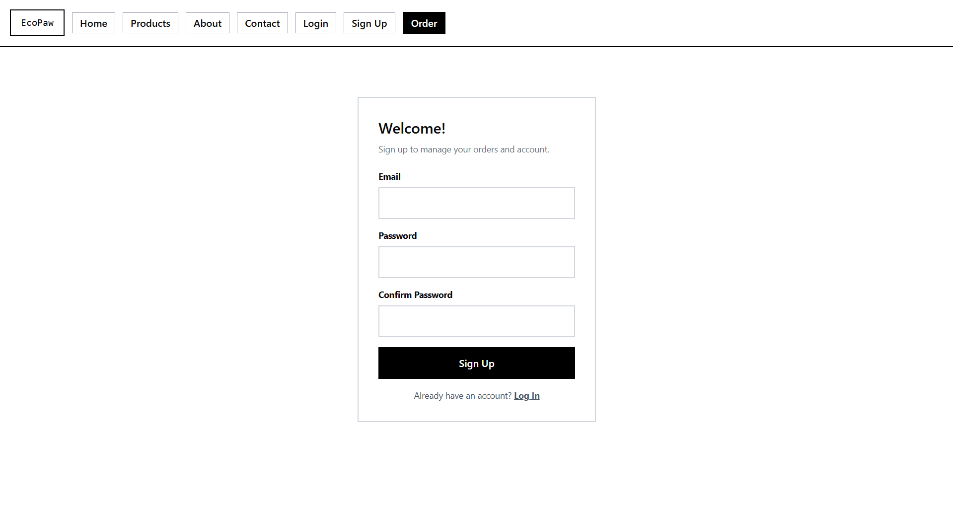 EcoPaw Home Products About Contact Login Sign Up Order
Welcome!
Sign up to manage your orders and account.
Email
Password
Confirm Password
Sign Up
Already have an account? Log In